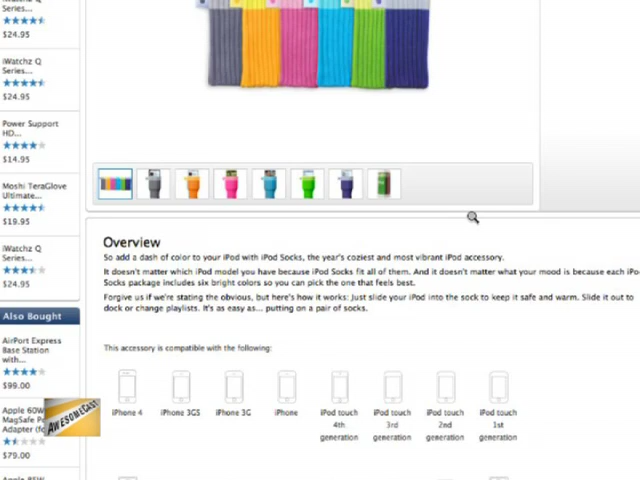 iWatchz Q
Series...
$24.95
iWatchz Q
Series...
$24.95
Power Support
HD...
$14.95
Moshi TeraGlove
Ultimate...
$19.95
iWatchz Q
Series...
$24.95
Also Bought
AirPort Express
Base Station
with...
$99.00
Apple 60W
MagSafe
Adapter (fo
$79.00
Overview
So add a dash of color to your iPod with iPod Socks, the year's coziest and most vibrant iPod accessory.
It doesn't matter which iPod model you have because iPod Socks fit all of them. And it doesn't matter what your mood is because each iPo
Socks package includes six bright colors so you can pick the one that feels best.
Forgive us if we're stating the obvious, but here's how it works: Just slide your iPod into the sock to keep it safe and warm. Slide it out to
dock or change playlists. It's as easy as... putting on a pair of socks.
This accessory is compatible with the following:
iPhone 4 iPhone 3GS iPhone 3G iPhone iPod touch iPod touch iPod touch iPod touch
4th 3rd 2nd 1st
generation generation generation generation
AWESOMECAST